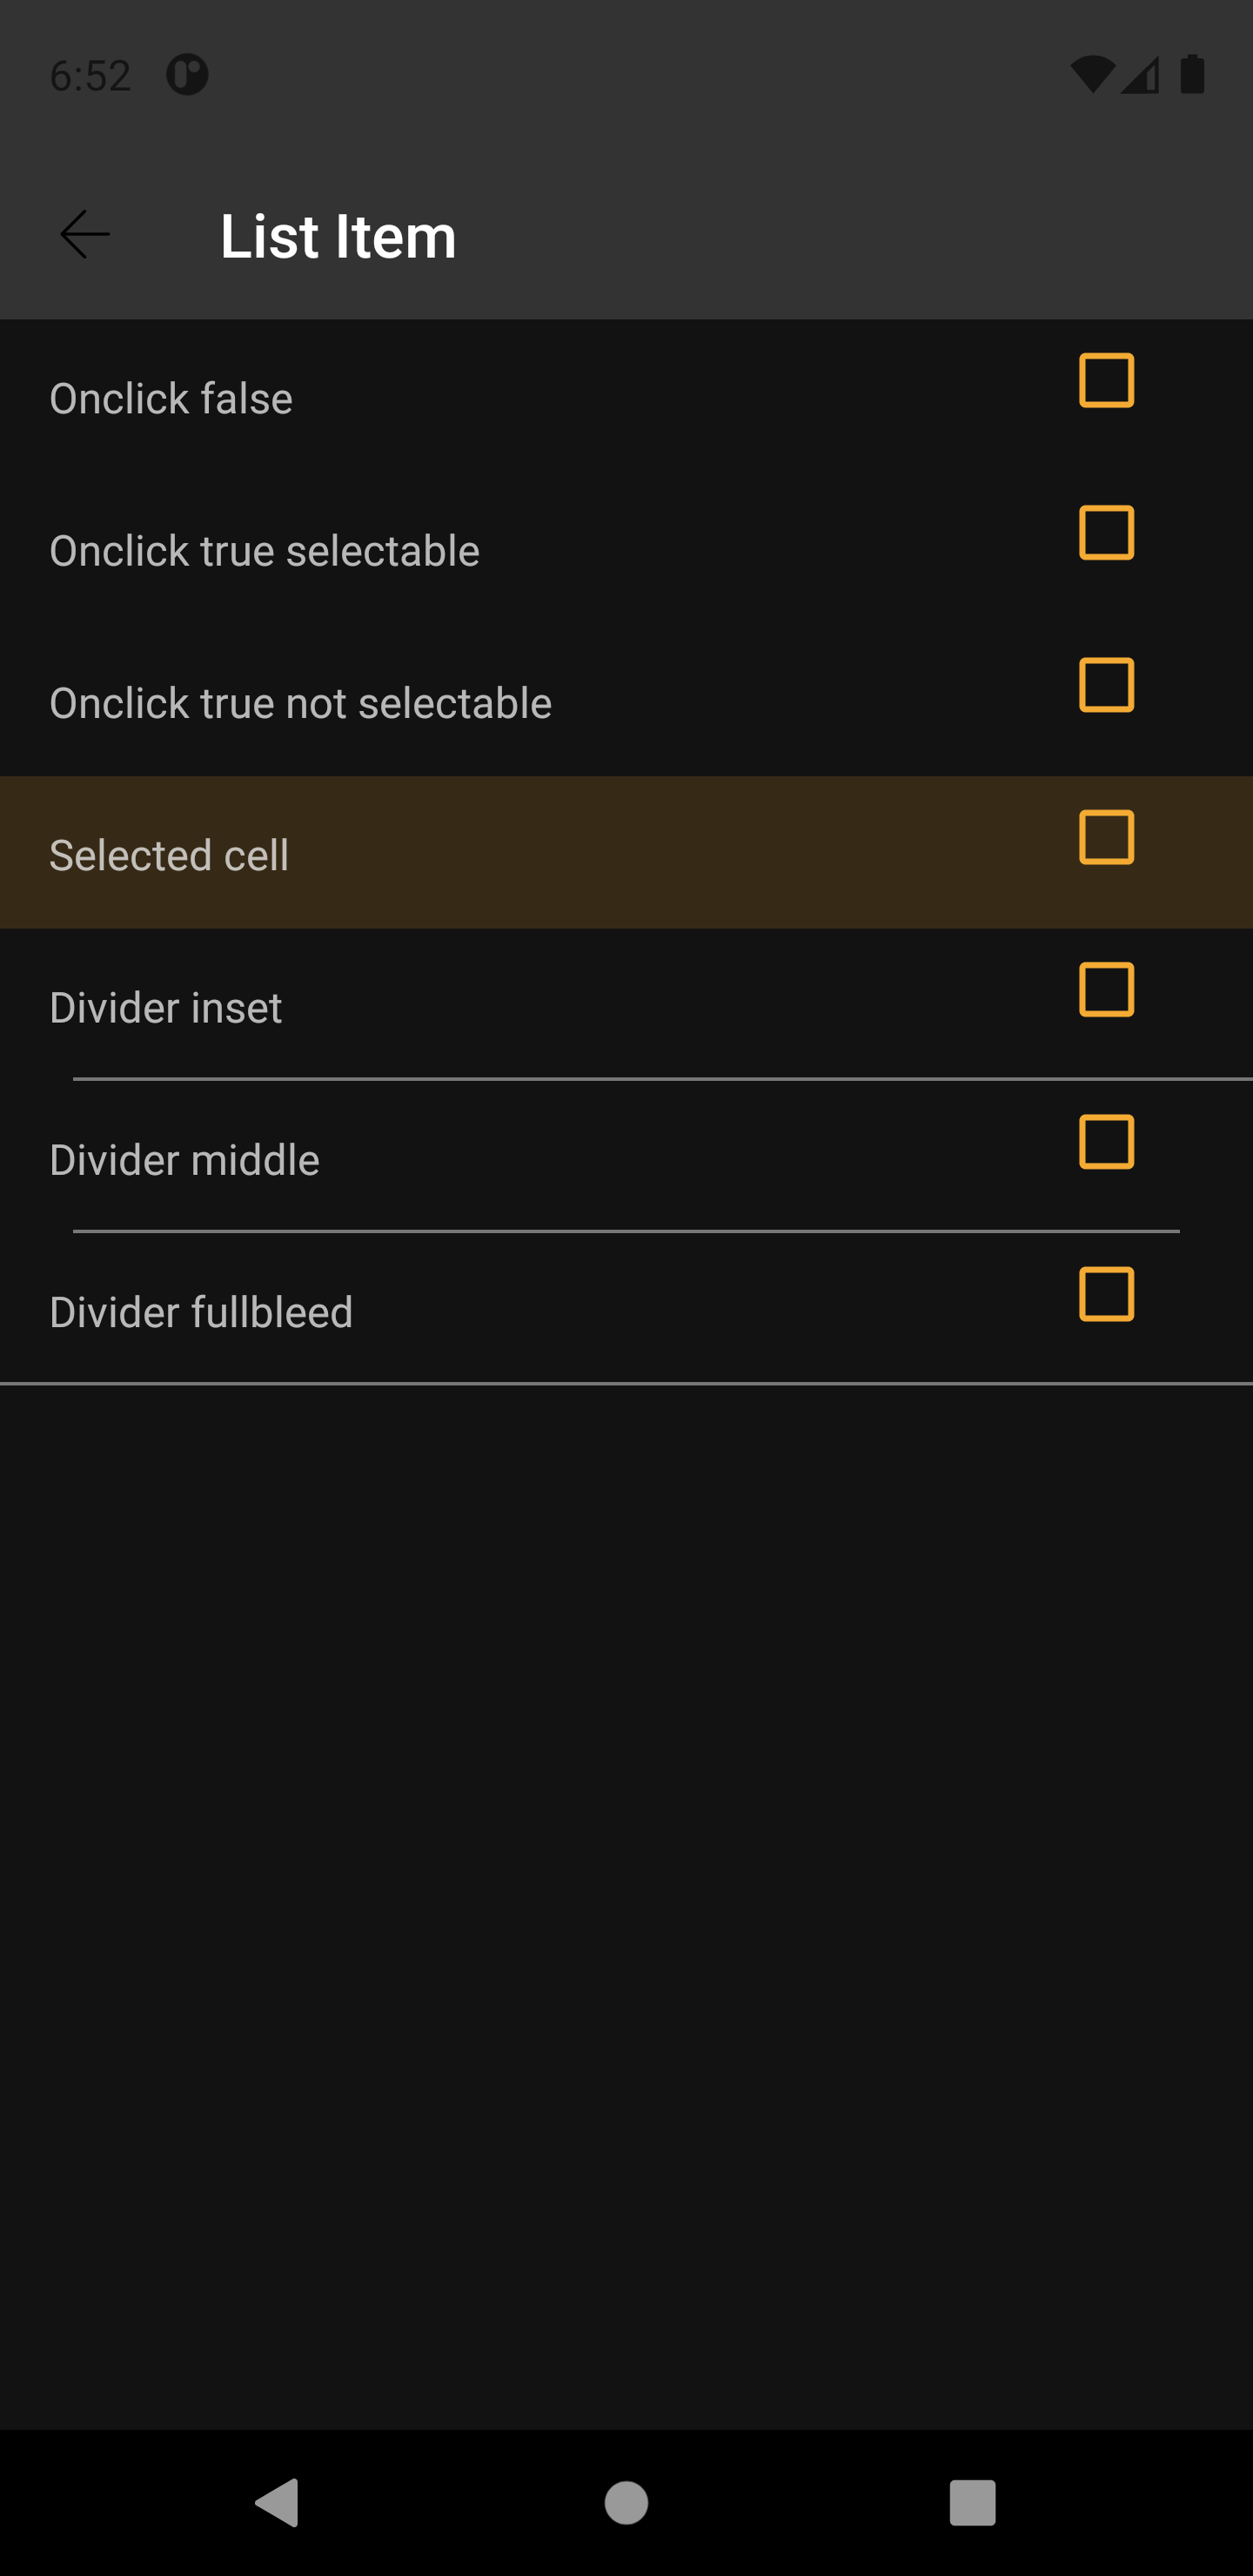 6:52
List Item
Onclick false
Onclick true selectable
Onclick true not selectable
Selected cell
Divider inset
Divider middle
Divider fullbleed